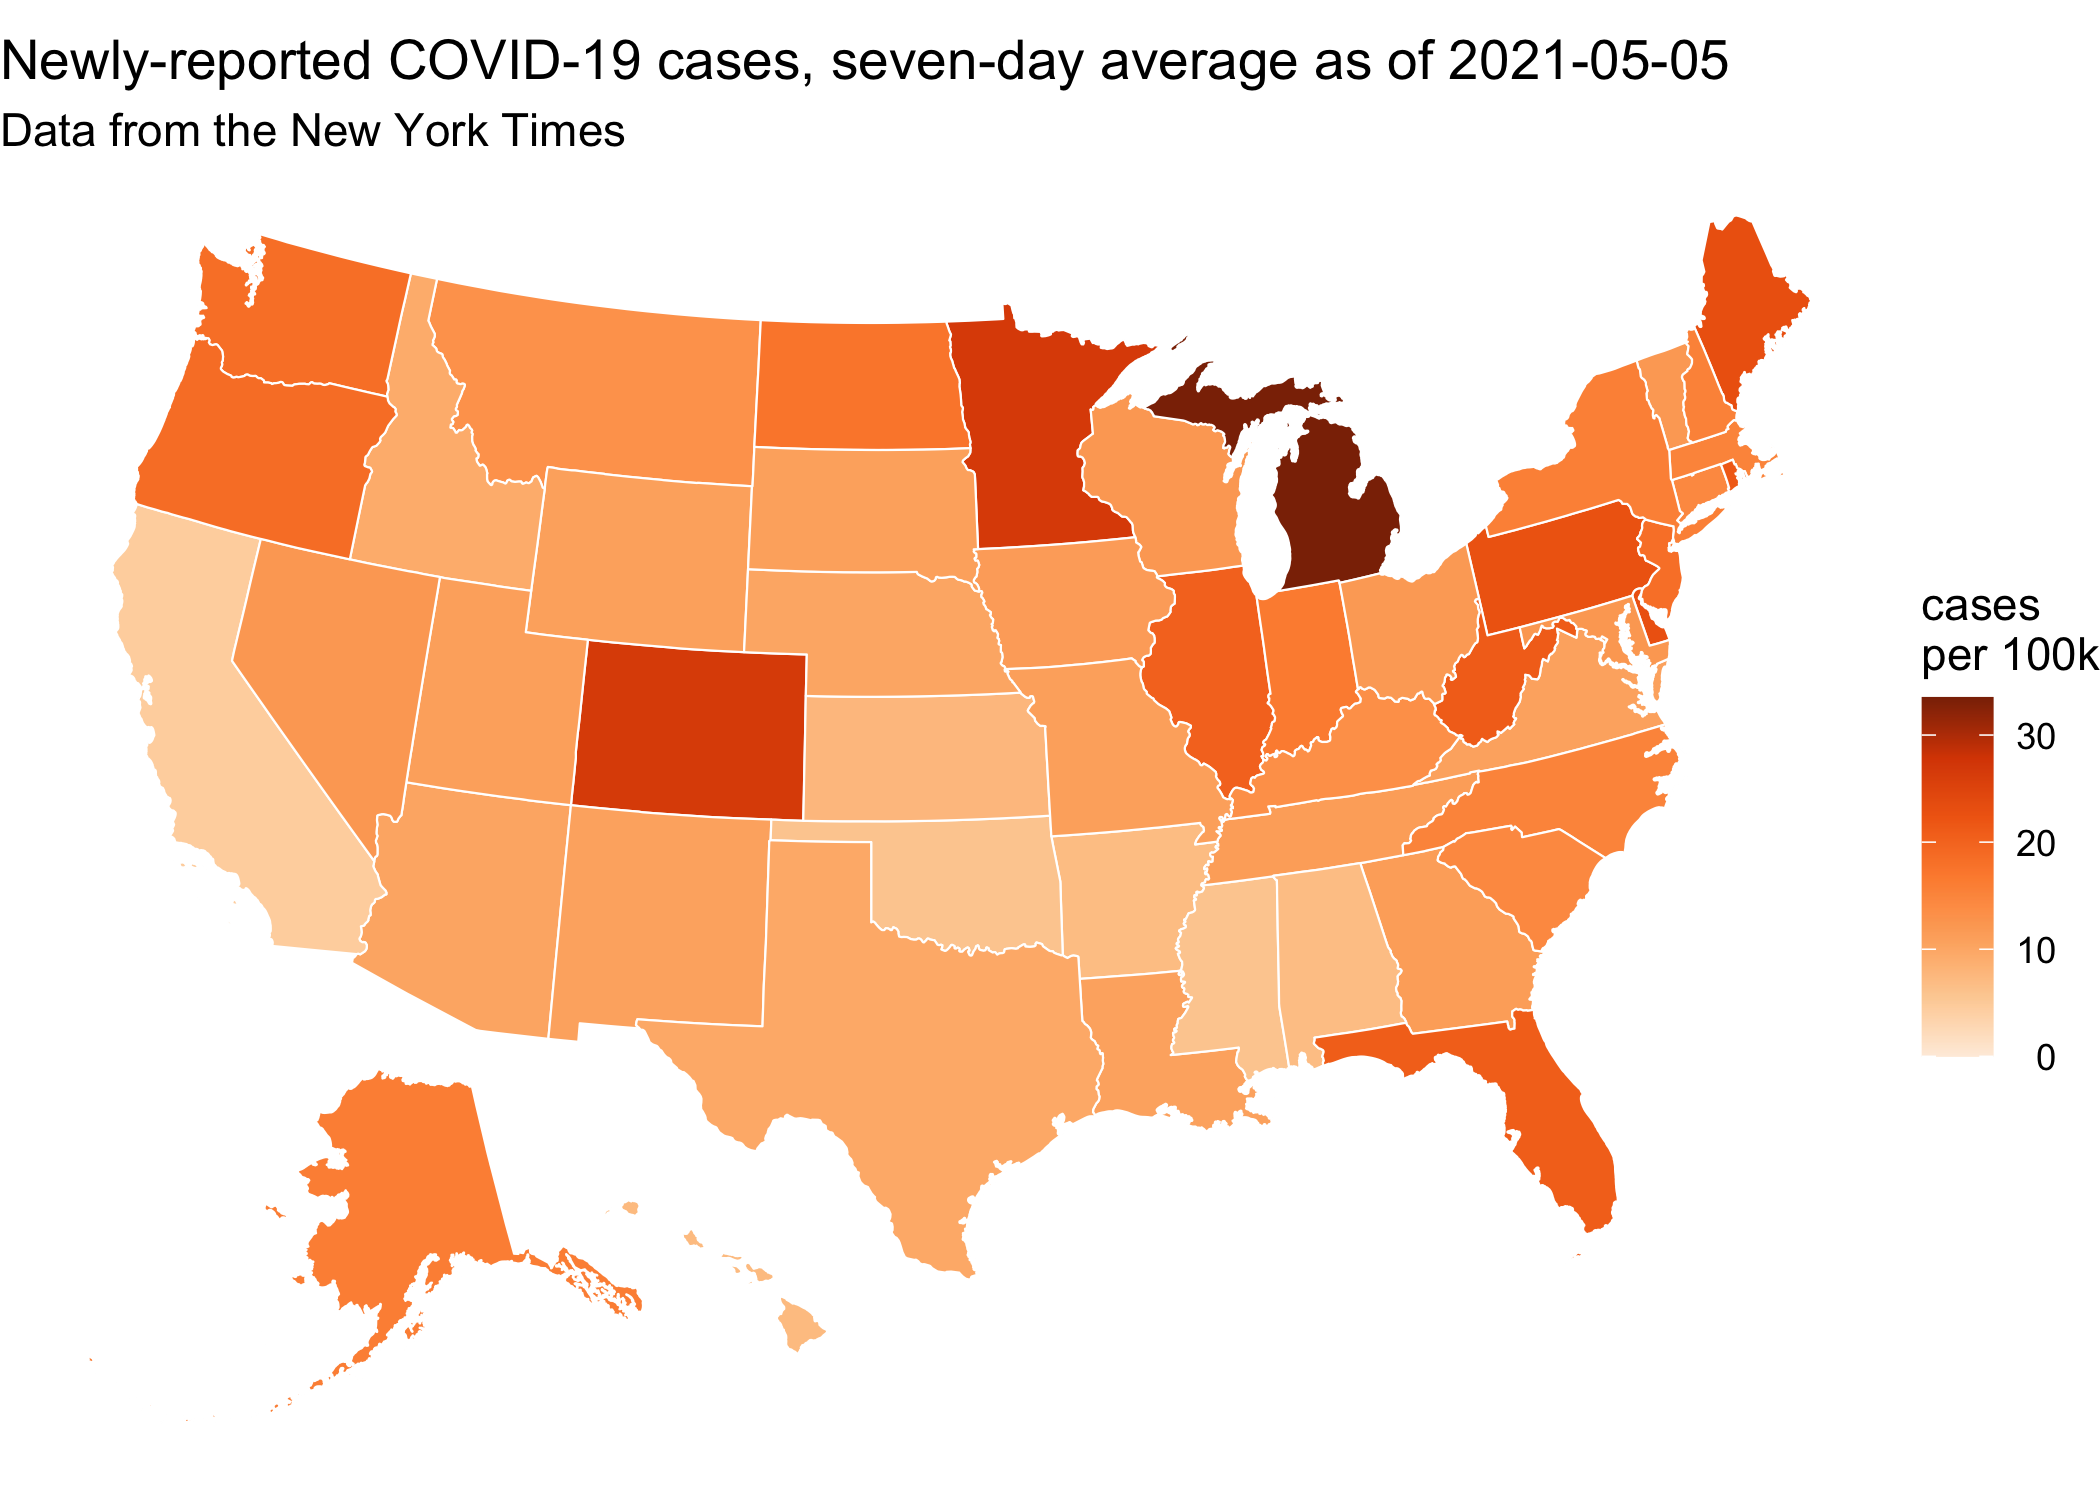 Newly-reported COVID-19 cases, seven-day average as of 2021-05-05
Data from the New York Times
cases
per 100k
30
20
10
0